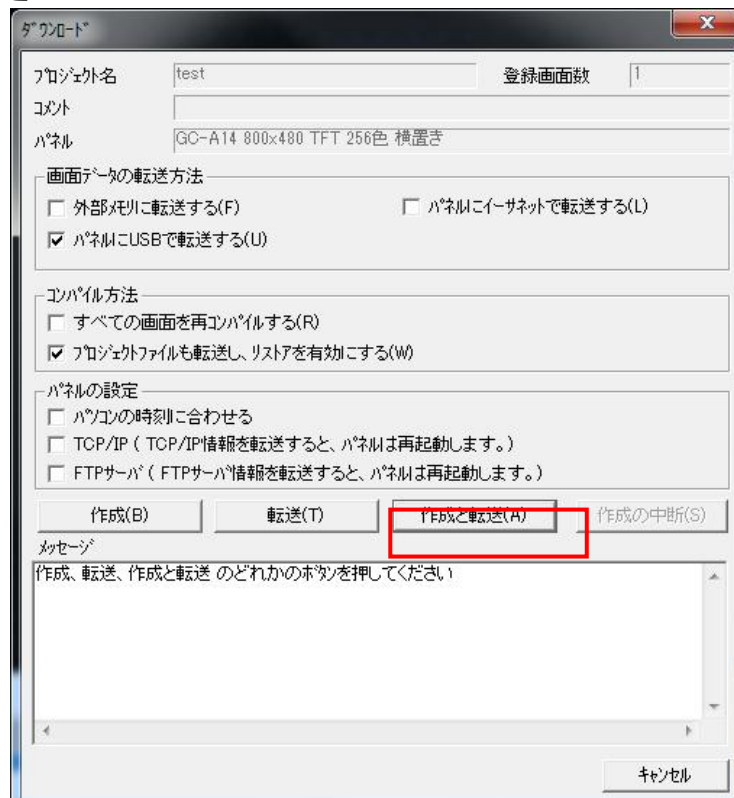 ダウンロード
プロジェクト名 test 登録画面数 1
コメント
パネル GC-A14 800x480 TFT 256色 横置き
画面データの転送方法
外部メモリに転送する(F) パネルにイーサネットで転送する(L)
パネルにUSBで転送する(U)
コンパイル方法
すべての画面を再コンパイルする(R)
プロジェクトファイルも転送し、リストアを有効にする(W)
パネルの設定
パソコンの時刻に合わせる
TCP/IP ( TCP/IP情報を転送すると、パネルは再起動します。)
FTPサーバ ( FTPサーバ情報を転送すると、パネルは再起動します。)
作成(B) 転送(T) 作成と転送(A) 作成の中断(S)
メッセージ
作成、転送、作成と転送 のどれかのボタンを押してください
キャンセル